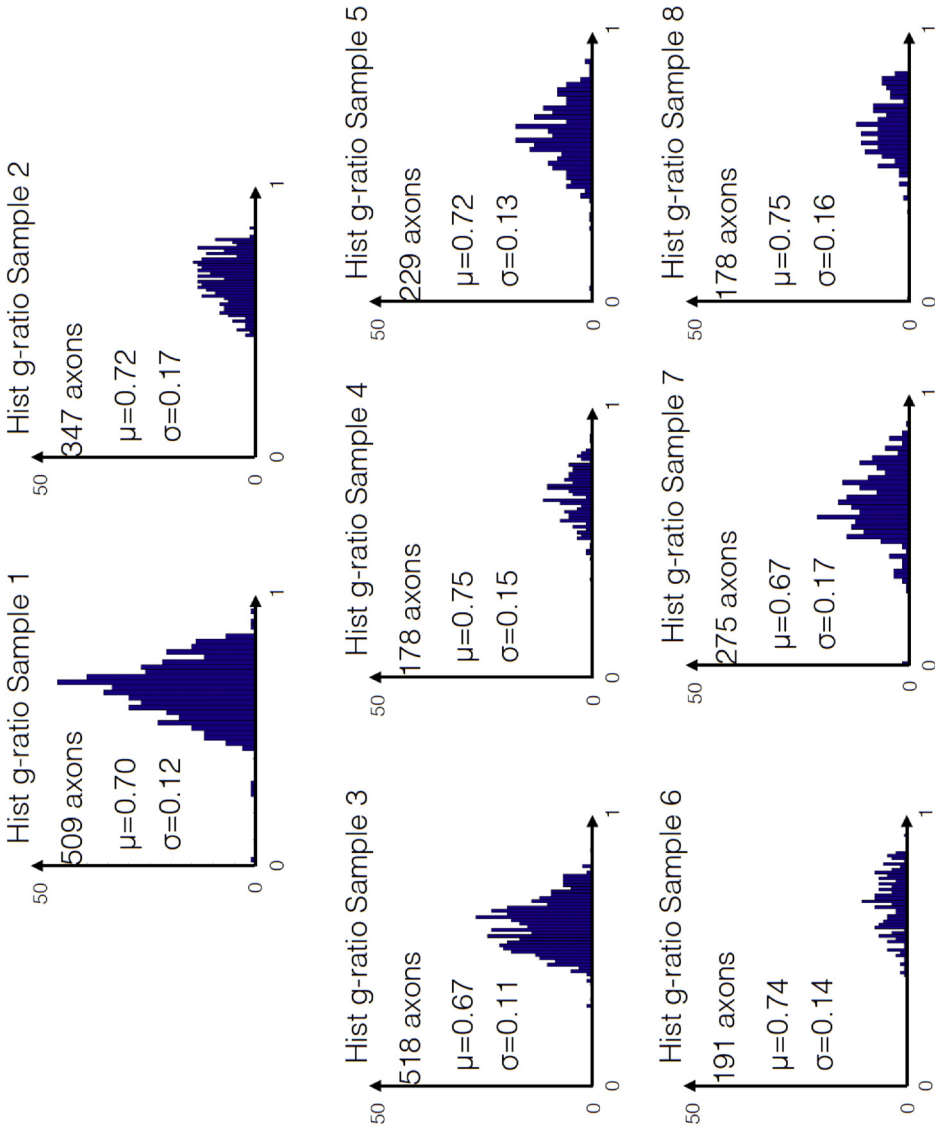 Hist g-ratio Sample 1
50
509 axons
μ=0.70
σ=0.12
0
0
1
Hist g-ratio Sample 2
50
347 axons
μ=0.72
σ=0.17
0
0
1
Hist g-ratio Sample 3
50
518 axons
μ=0.67
σ=0.11
0
0
1
Hist g-ratio Sample 4
50
178 axons
μ=0.75
σ=0.15
0
0
1
Hist g-ratio Sample 5
50
229 axons
μ=0.72
σ=0.13
0
0
1
Hist g-ratio Sample 6
50
191 axons
μ=0.74
σ=0.14
0
0
1
Hist g-ratio Sample 7
50
275 axons
μ=0.67
σ=0.17
0
0
1
Hist g-ratio Sample 8
50
178 axons
μ=0.75
σ=0.16
0
0
1